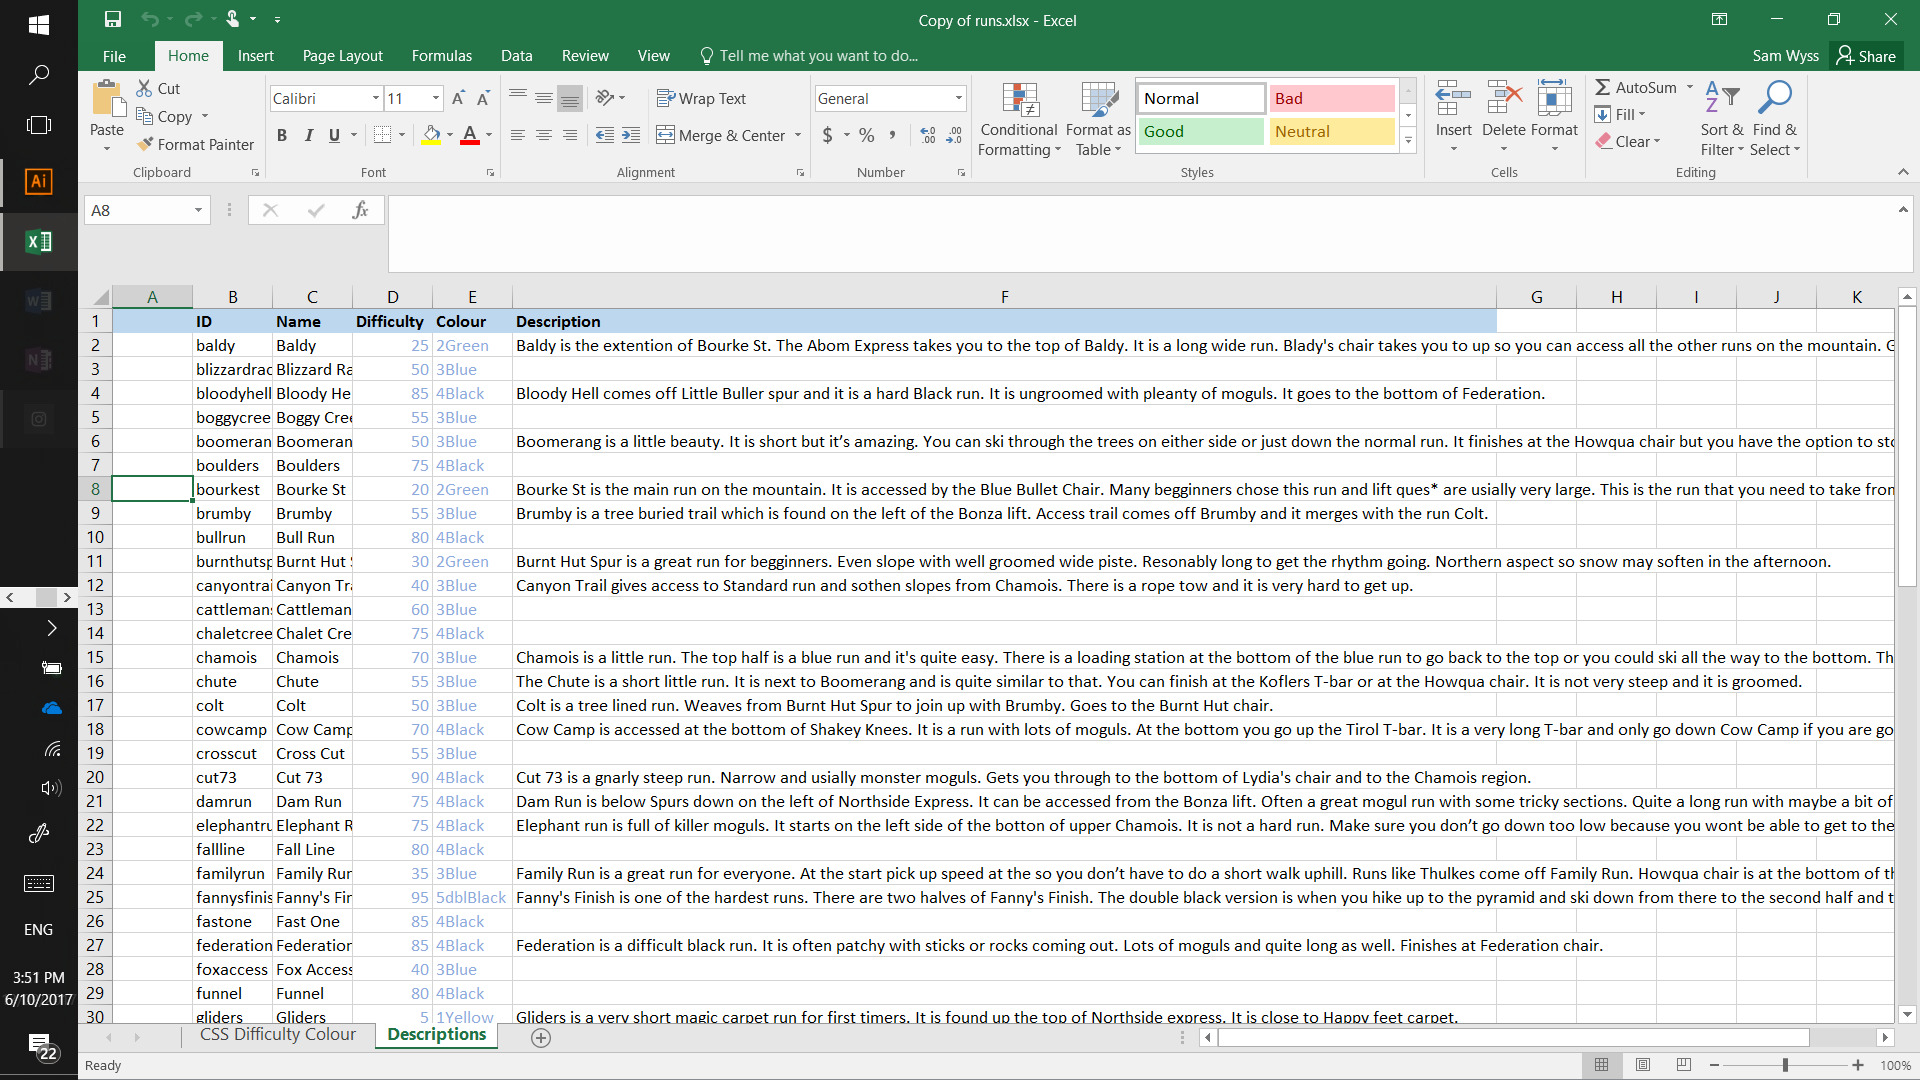 Copy of runs.xlsx - Excel
File Home Insert Page Layout Formulas Data Review View Tell me what you want to do... Sam Wyss Share
Paste Cut Copy Format Painter Clipboard
Calibri 11 B I U Font
Wrap Text Merge & Center Alignment
General $ % Number
Conditional Formatting Format as Table Normal Bad Good Neutral Styles
Insert Delete Format Cells
AutoSum Fill Clear Sort & Filter Find & Select Editing
A8 fx
A B C D E F G H I J K
1 ID Name Difficulty Colour Description
2 baldy Baldy 25 2Green Baldy is the extention of Bourke St. The Abom Express takes you to the top of Baldy. It is a long wide run. Blady's chair takes you to up so you can access all the other runs on the mountain. G
3 blizzardrac Blizzard Ra 50 3Blue
4 bloodyhell Bloody He 85 4Black Bloody Hell comes off Little Buller spur and it is a hard Black run. It is ungroomed with pleanty of moguls. It goes to the bottom of Federation.
5 boggycree Boggy Cree 55 3Blue
6 boomeran Boomeran 50 3Blue Boomerang is a little beauty. It is short but it’s amazing. You can ski through the trees on either side or just down the normal run. It finishes at the Howqua chair but you have the option to sto
7 boulders Boulders 75 4Black
8 bourkest Bourke St 20 2Green Bourke St is the main run on the mountain. It is accessed by the Blue Bullet Chair. Many begginners chose this run and lift ques* are usially very large. This is the run that you need to take from
9 brumby Brumby 55 3Blue Brumby is a tree buried trail which is found on the left of the Bonza lift. Access trail comes off Brumby and it merges with the run Colt.
10 bullrun Bull Run 80 4Black
11 burnthutsp Burnt Hut 30 2Green Burnt Hut Spur is a great run for begginners. Even slope with well groomed wide piste. Resonably long to get the rhythm going. Northern aspect so snow may soften in the afternoon.
12 canyontrai Canyon Tra 40 3Blue Canyon Trail gives access to Standard run and sothen slopes from Chamois. There is a rope tow and it is very hard to get up.
13 cattleman Cattleman 60 3Blue
14 chaletcree Chalet Cre 75 4Black
15 chamois Chamois 70 3Blue Chamois is a little run. The top half is a blue run and it's quite easy. There is a loading station at the bottom of the blue run to go back to the top or you could ski all the way to the bottom. Th
16 chute Chute 55 3Blue The Chute is a short little run. It is next to Boomerang and is quite similar to that. You can finish at the Koflers T-bar or at the Howqua chair. It is not very steep and it is groomed.
17 colt Colt 50 3Blue Colt is a tree lined run. Weaves from Burnt Hut Spur to join up with Brumby. Goes to the Burnt Hut chair.
18 cowcamp Cow Camp 70 4Black Cow Camp is accessed at the bottom of Shakey Knees. It is a run with lots of moguls. At the bottom you go up the Tirol T-bar. It is a very long T-bar and only go down Cow Camp if you are go
19 crosscut Cross Cut 55 3Blue
20 cut73 Cut 73 90 4Black Cut 73 is a gnarly steep run. Narrow and usially monster moguls. Gets you through to the bottom of Lydia's chair and to the Chamois region.
21 damrun Dam Run 75 4Black Dam Run is below Spurs down on the left of Northside Express. It can be accessed from the Bonza lift. Often a great mogul run with some tricky sections. Quite a long run with maybe a bit of
22 elephantru Elephant R 75 4Black Elephant run is full of killer moguls. It starts on the left side of the botton of upper Chamois. It is not a hard run. Make sure you don’t go down too low because you wont be able to get to the
23 fallline Fall Line 80 4Black
24 familyrun Family Run 35 3Blue Family Run is a great run for everyone. At the start pick up speed at the so you don’t have to do a short walk uphill. Runs like Thulkes come off Family Run. Howqua chair is at the bottom of th
25 fannysfinis Fanny's Fir 95 5dblBlack Fanny's Finish is one of the hardest runs. There are two halves of Fanny's Finish. The double black version is when you hike up to the pyramid and ski down from there to the second half and t
26 fastone Fast One 85 4Black
27 federation Federation 85 4Black Federation is a difficult black run. It is often patchy with sticks or rocks coming out. Lots of moguls and quite long as well. Finishes at Federation chair.
28 foxaccess Fox Access 40 3Blue
29 funnel Funnel 80 4Black
30 gliders Gliders 5 1Yellow Gliders is a very short magic carpet run for first timers. It is found up the top of Northside express. It is close to Happy feet carpet.
CSS Difficulty Colour Descriptions
Ready 100%
Ai
ENG
3:51 PM
6/10/2017
22